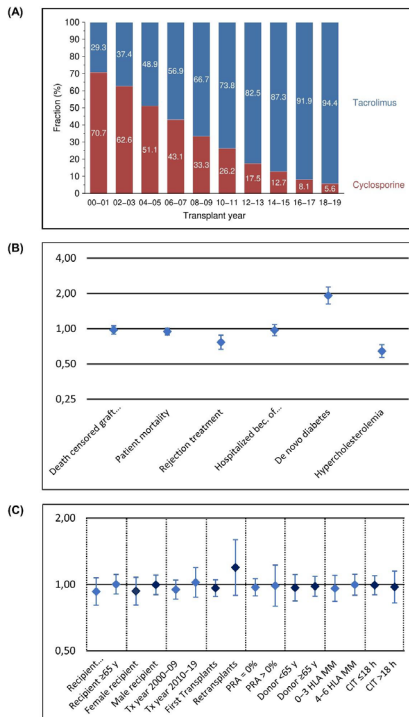 (A)
100
90
80
70
60
50
40
30
20
10
0
Fraction (%)
29.3 37.4 48.9 56.9 66.7 73.8 82.5 87.3 91.9 94.4
70.7 62.6 51.1 43.1 33.3 26.2 17.5 12.7 8.1 5.6
Tacrolimus
Cyclosporine
00–01 02–03 04–05 06–07 08–09 10–11 12–13 14–15 16–17 18–19
Transplant year
(B)
4,00
2,00
1,00
0,50
0,25
Death censored graft...
Patient mortality
Rejection treatment
Hospitalized bec. of...
De novo diabetes
Hypercholesterolemia
(C)
2,00
1,00
0,50
Recipient...
Recipient ≥65 y
Female recipient
Male recipient
Tx year 2000–09
Tx year 2010–19
First Transplants
Retransplants
PRA = 0%
PRA > 0%
Donor <65 y
Donor ≥65 y
0–3 HLA MM
4–6 HLA MM
CIT ≤18 h
CIT >18 h